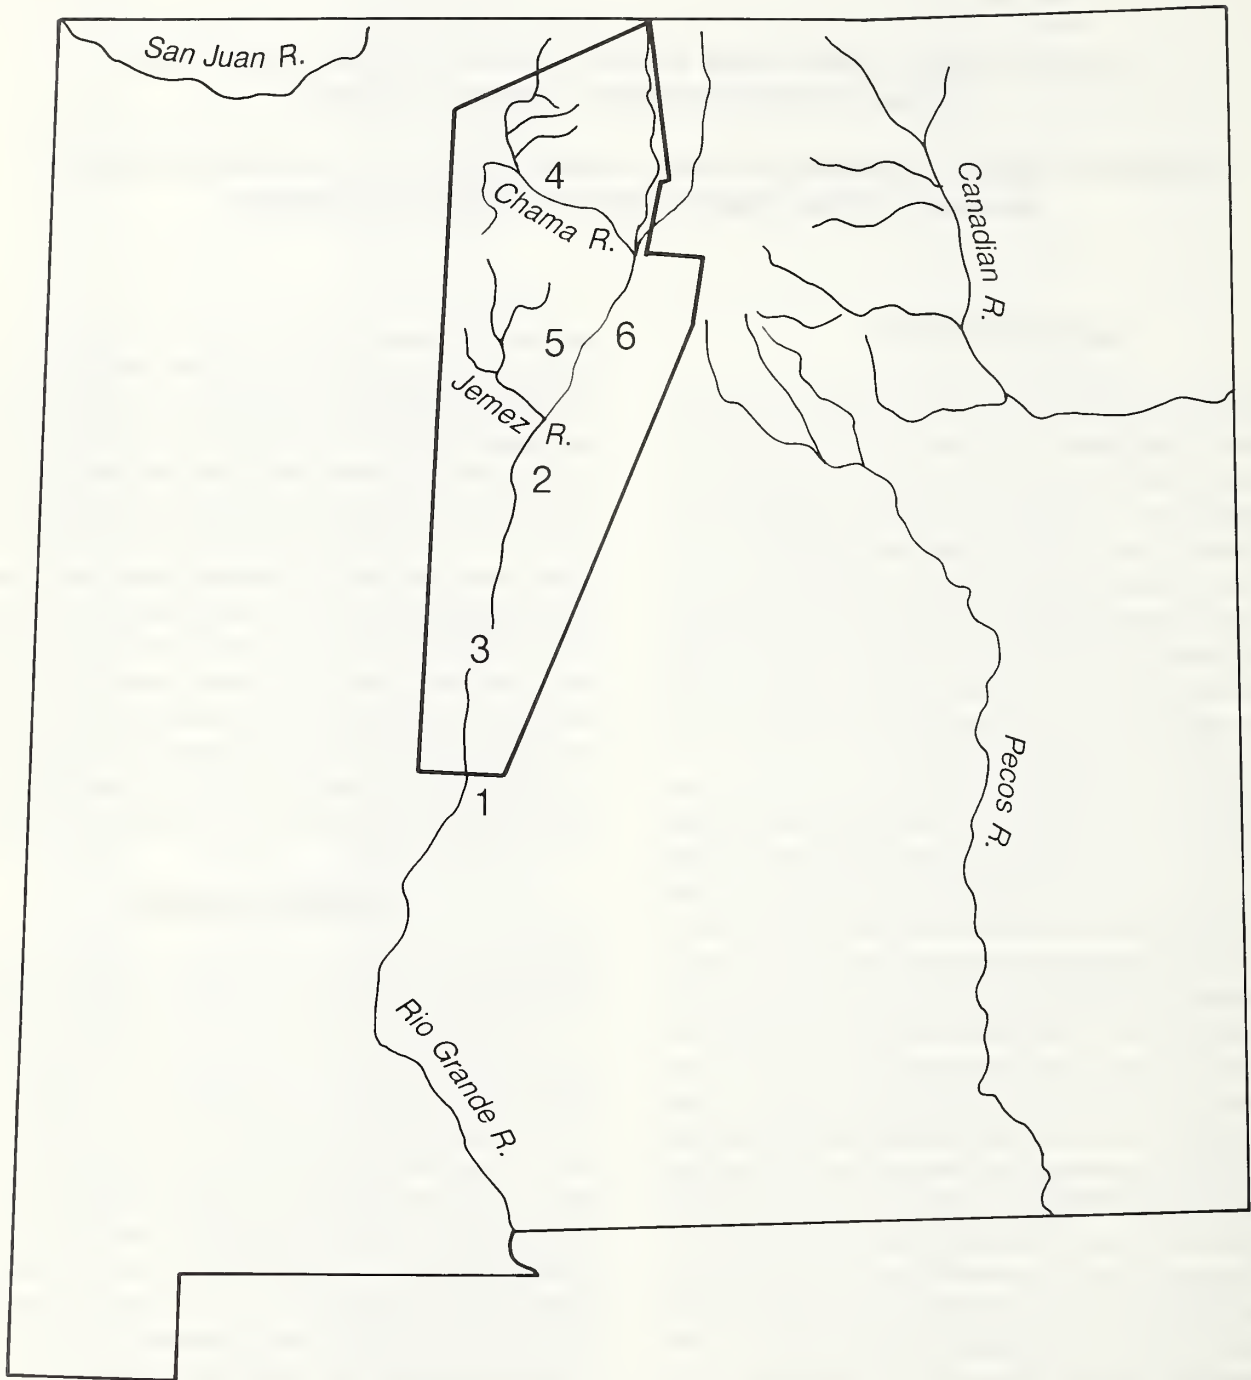 San Juan R.
4
Chama R.
Canadian R.
5
6
Jemez R.
2
3
1
Pecos R.
Rio Grande R.